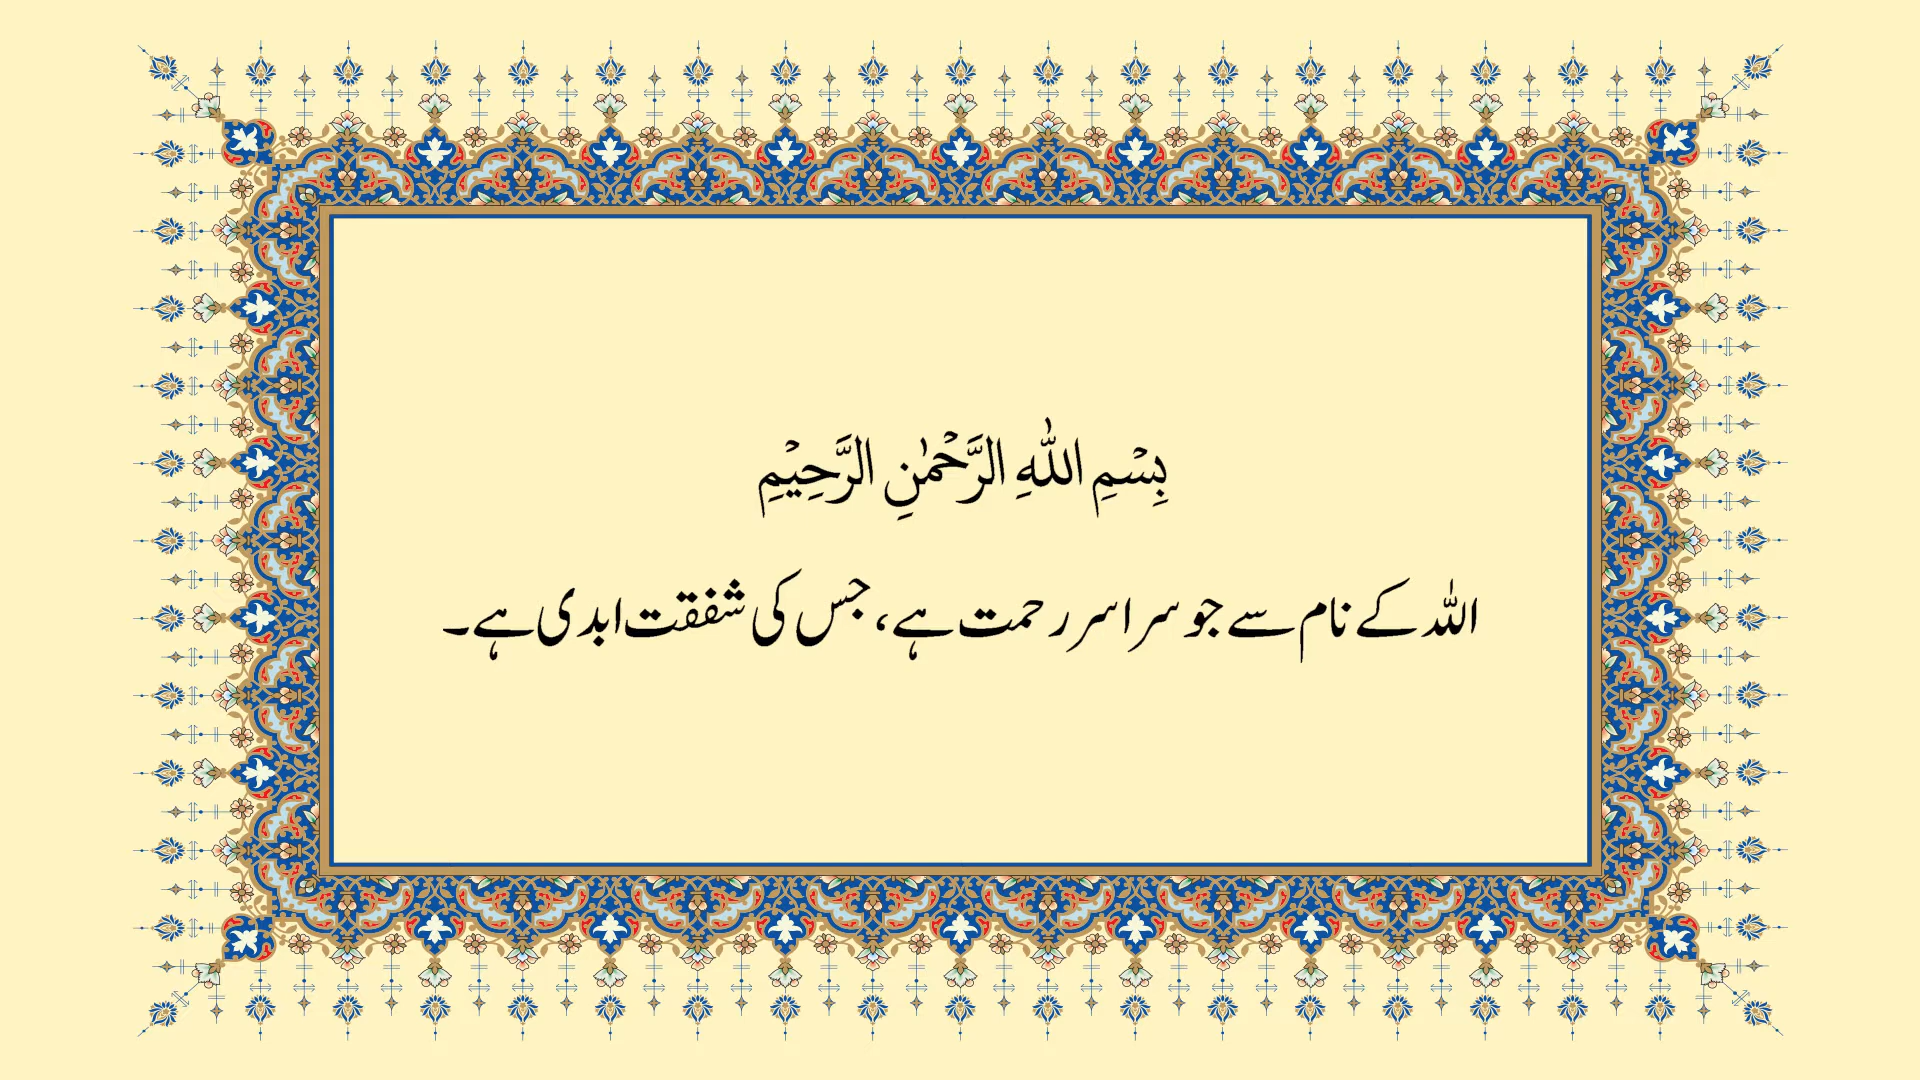 بِسْمِ اللّٰهِ الرَّحْمٰنِ الرَّحِيْمِ
اللہ کے نام سے جو سراسر رحمت ہے، جس کی شفقت ابدی ہے۔